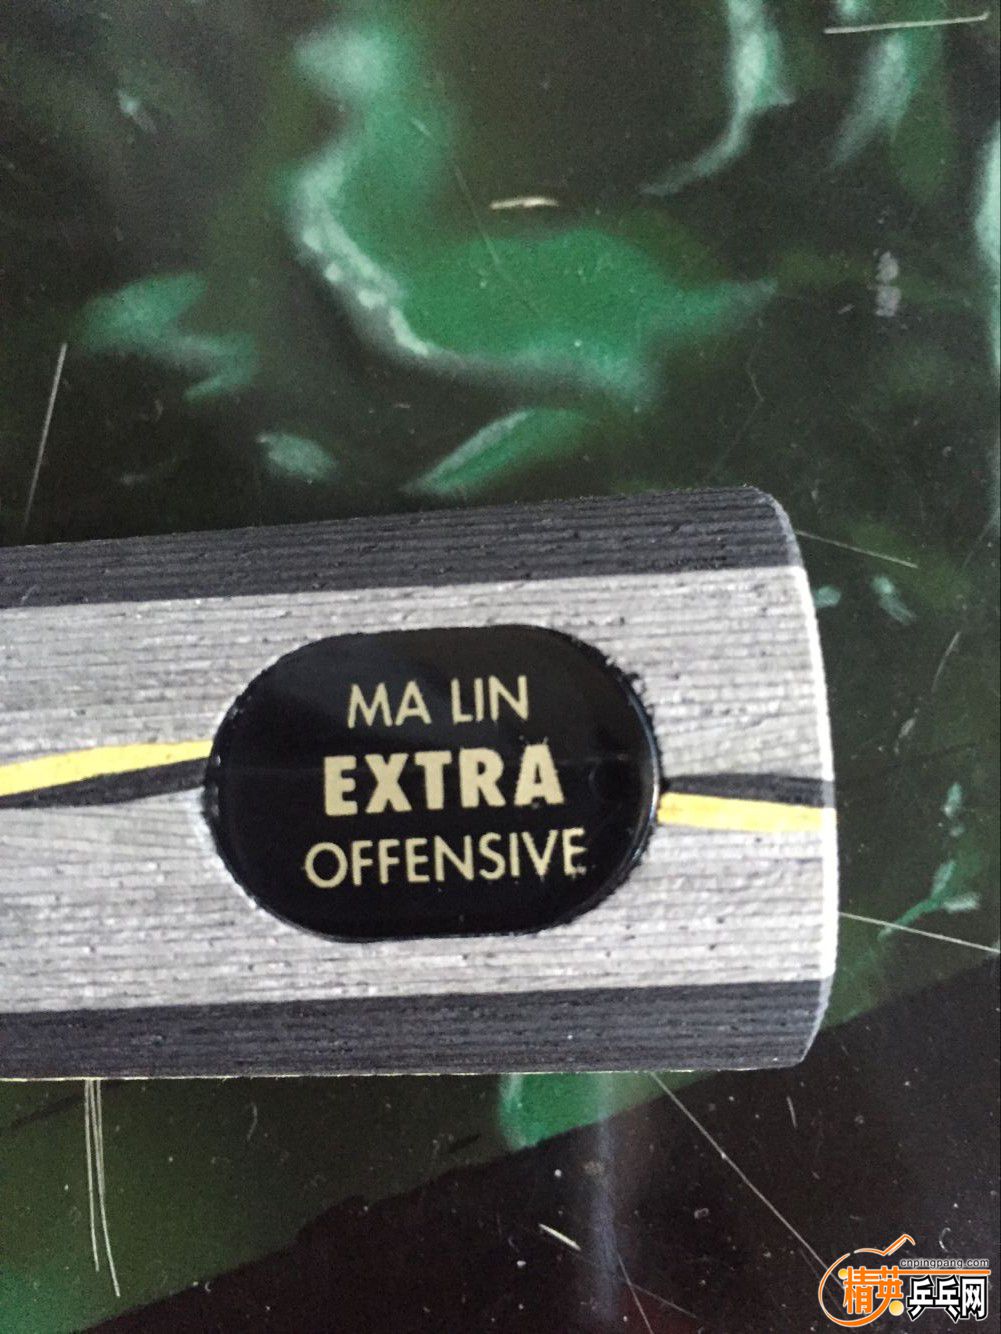 MA LIN
EXTRA
OFFENSIVE
cnpingpang.com
精英乒乓网